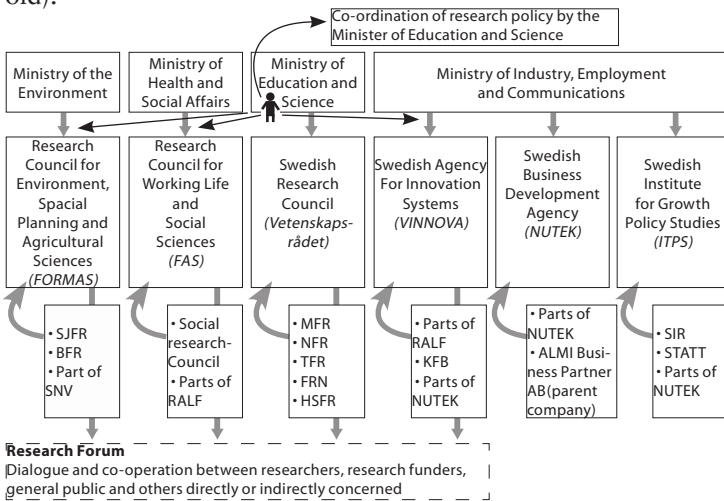 old).
Co-ordination of research policy by the
Minister of Education and Science
Ministry of the
Environment
Ministry of
Health and
Social Affairs
Ministry of
Education and
Science
Ministry of Industry, Employment
and Communications
Research
Council for
Environment,
Spacial
Planning and
Agricultural
Sciences
(FORMAS)
Research
Council for
Working Life
and
Social
Sciences
(FAS)
Swedish
Research
Council
(Vetenskaps-
rådet)
Swedish Agency
For Innovation
Systems
(VINNOVA)
Swedish
Business
Development
Agency
(NUTEK)
Swedish
Institute
for Growth
Policy Studies
(ITPS)
• SJFR
• BFR
• Part of
SNV
• Social
research-
Council
• Parts of
RALF
• MFR
• NFR
• TFR
• FRN
• HSFR
• Parts of
RALF
• KFB
• Parts of
NUTEK
• Parts of
NUTEK
• ALMI Busi-
ness Partner
AB(parent
company)
• SIR
• STATT
• Parts of
NUTEK
Research Forum
Dialogue and co-operation between researchers, research funders,
general public and others directly or indirectly concerned